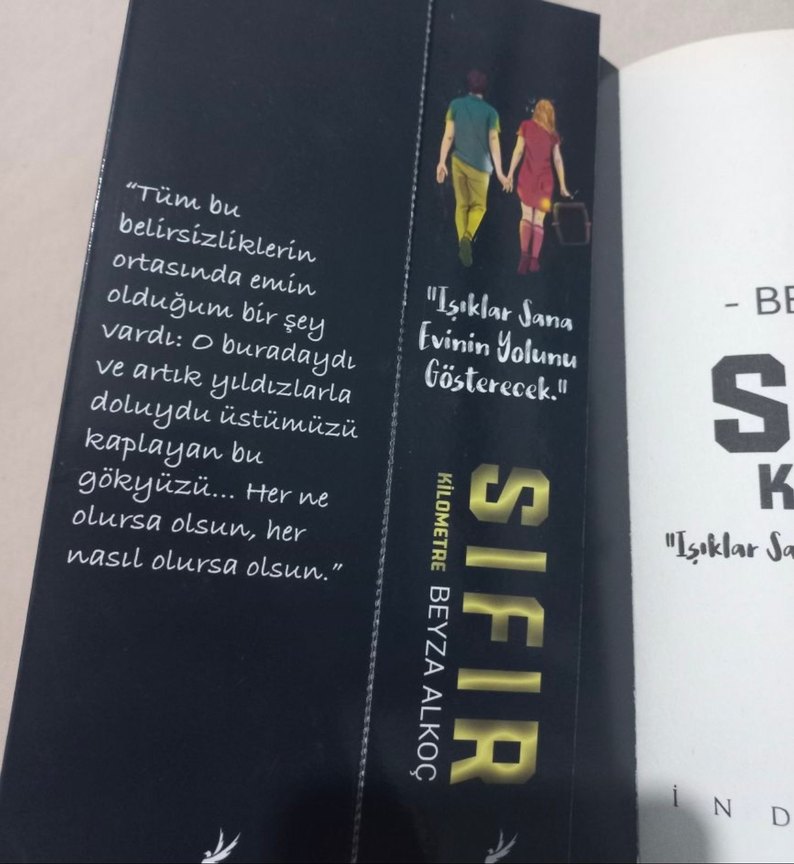 "Tüm bu
belirsizliklerin
ortasında emin
olduğum bir şey
vardı: O buradaydı
ve artık yıldızlarla
doluydu üstümüzü
kaplayan bu
gökyüzü... Her ne
olursa olsun, her
nasıl olursa olsun."
"Işıklar Sana
Evinin Yolunu
Gösterecek."
SIFIR
KİLOMETRE
BEYZA ALKOÇ
- BE
S
K
"Işıklar Sa
İND